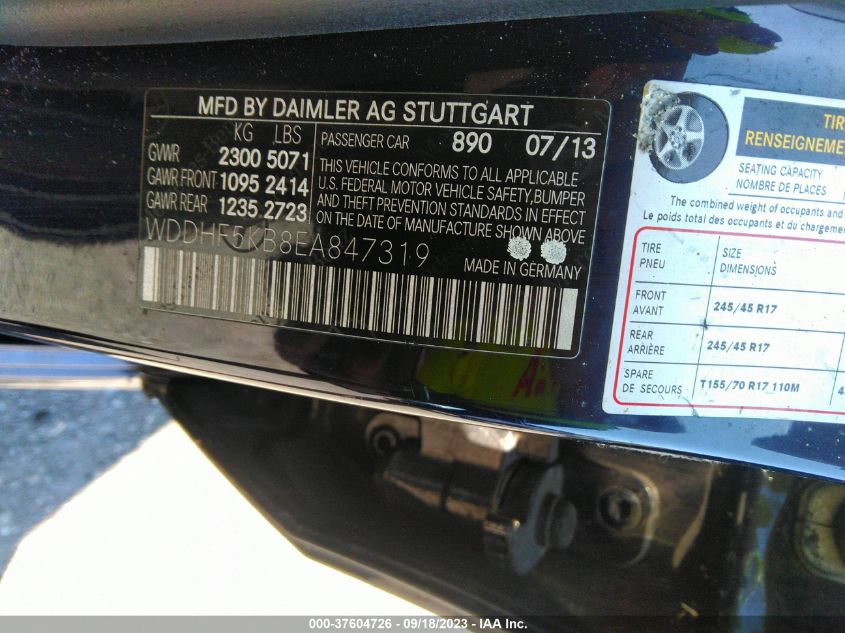 MFD BY DAIMLER AG STUTTGART
KG LBS
GVWR 2300 5071
GAWR FRONT 1095 2414
GAWR REAR 1235 2723
PASSENGER CAR 890 07/13
THIS VEHICLE CONFORMS TO ALL APPLICABLE
U.S. FEDERAL MOTOR VEHICLE SAFETY, BUMPER
AND THEFT PREVENTION STANDARDS IN EFFECT
ON THE DATE OF MANUFACTURE SHOWN ABOVE
WDDHF5KB8EA847319
MADE IN GERMANY
TIR
RENSEIGNEME
SEATING CAPACITY
NOMBRE DE PLACES
The combined weight of occupants and
Le poids total des occupants et du chargeme
TIRE
PNEU
SIZE
DIMENSIONS
FRONT
AVANT
245/45 R17
REAR
ARRIÈRE
245/45 R17
SPARE
DE SECOURS
T155/70 R17 110M
4
000-37604726 - 09/18/2023 - IAA Inc.